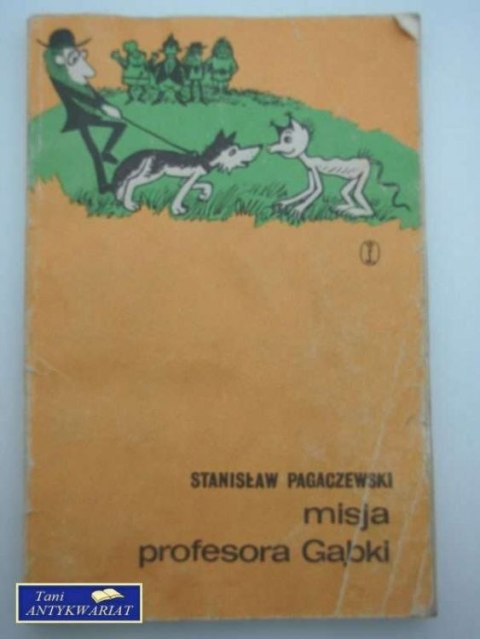 STANISŁAW PAGACZEWSKI
misja
profesora Gąbki
Tani
ANTYKWARIAT